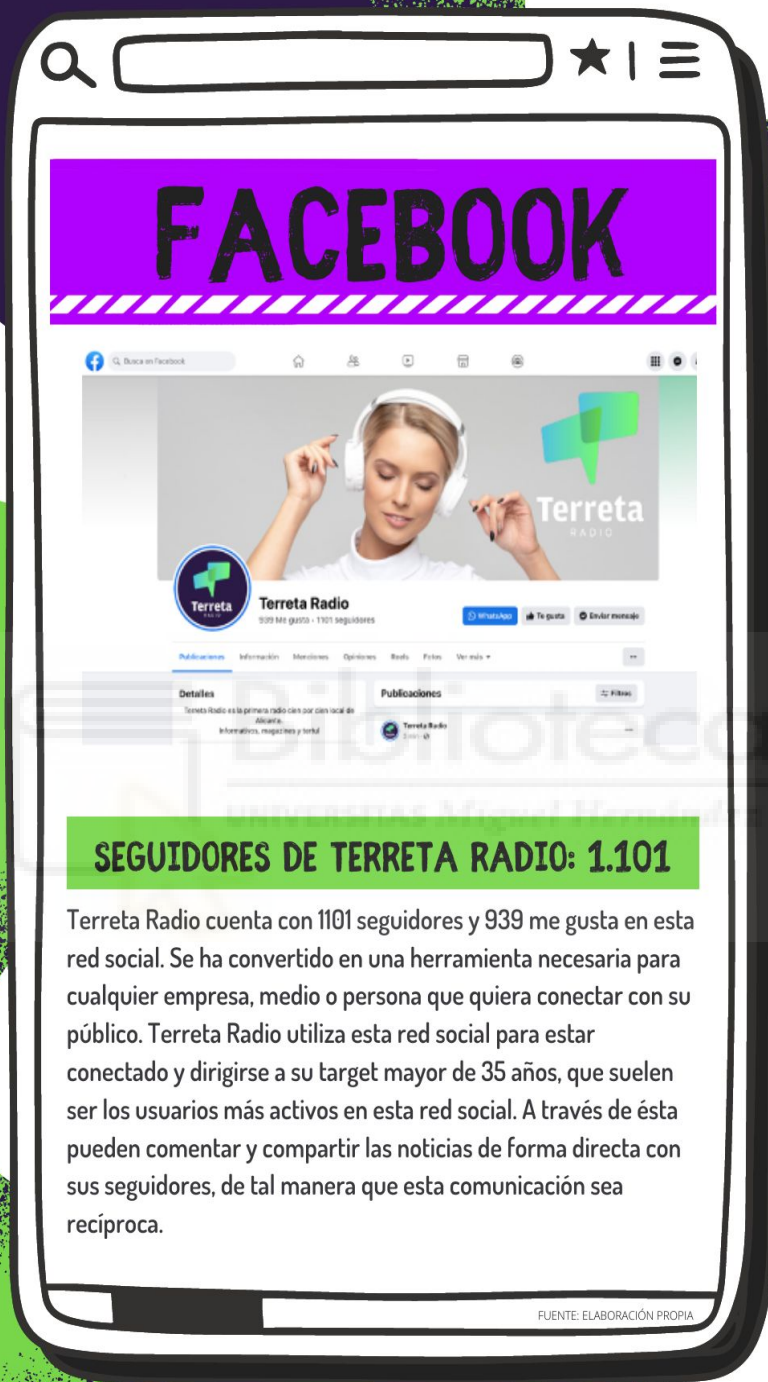 FACEBOOK
Busca en Facebook
Terreta
RADIO
Terreta
RADIO
Terreta Radio
939 Me gusta • 1101 seguidores
WhatsApp
Te gusta
Enviar mensaje
Publicaciones Información Menciones Opiniones Reels Fotos Ver más
Detalles
Terreta Radio es la primera radio cien por cien local de
Alicante.
Informativos, magazines y tertul
Publicaciones
Filtros
Terreta Radio
Biblioteca
UNIVERSITAS Miguel Hernández
SEGUIDORES DE TERRETA RADIO: 1.101
Terreta Radio cuenta con 1101 seguidores y 939 me gusta en esta
red social. Se ha convertido en una herramienta necesaria para
cualquier empresa, medio o persona que quiera conectar con su
público. Terreta Radio utiliza esta red social para estar
conectado y dirigirse a su target mayor de 35 años, que suelen
ser los usuarios más activos en esta red social. A través de ésta
pueden comentar y compartir las noticias de forma directa con
sus seguidores, de tal manera que esta comunicación sea
recíproca.
FUENTE: ELABORACIÓN PROPIA